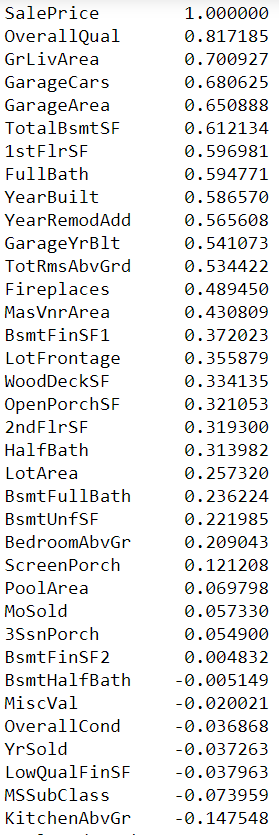 SalePrice 1.000000
OverallQual 0.817185
GrLivArea 0.700927
GarageCars 0.680625
GarageArea 0.650888
TotalBsmtSF 0.612134
1stFlrSF 0.596981
FullBath 0.594771
YearBuilt 0.586570
YearRemodAdd 0.565608
GarageYrBlt 0.541073
TotRmsAbvGrd 0.534422
Fireplaces 0.489450
MasVnrArea 0.430809
BsmtFinSF1 0.372023
LotFrontage 0.355879
WoodDeckSF 0.334135
OpenPorchSF 0.321053
2ndFlrSF 0.319300
HalfBath 0.313982
LotArea 0.257320
BsmtFullBath 0.236224
BsmtUnfSF 0.221985
BedroomAbvGr 0.209043
ScreenPorch 0.121208
PoolArea 0.069798
MoSold 0.057330
3SsnPorch 0.054900
BsmtFinSF2 0.004832
BsmtHalfBath -0.005149
MiscVal -0.020021
OverallCond -0.036868
YrSold -0.037263
LowQualFinSF -0.037963
MSSubClass -0.073959
KitchenAbvGr -0.147548